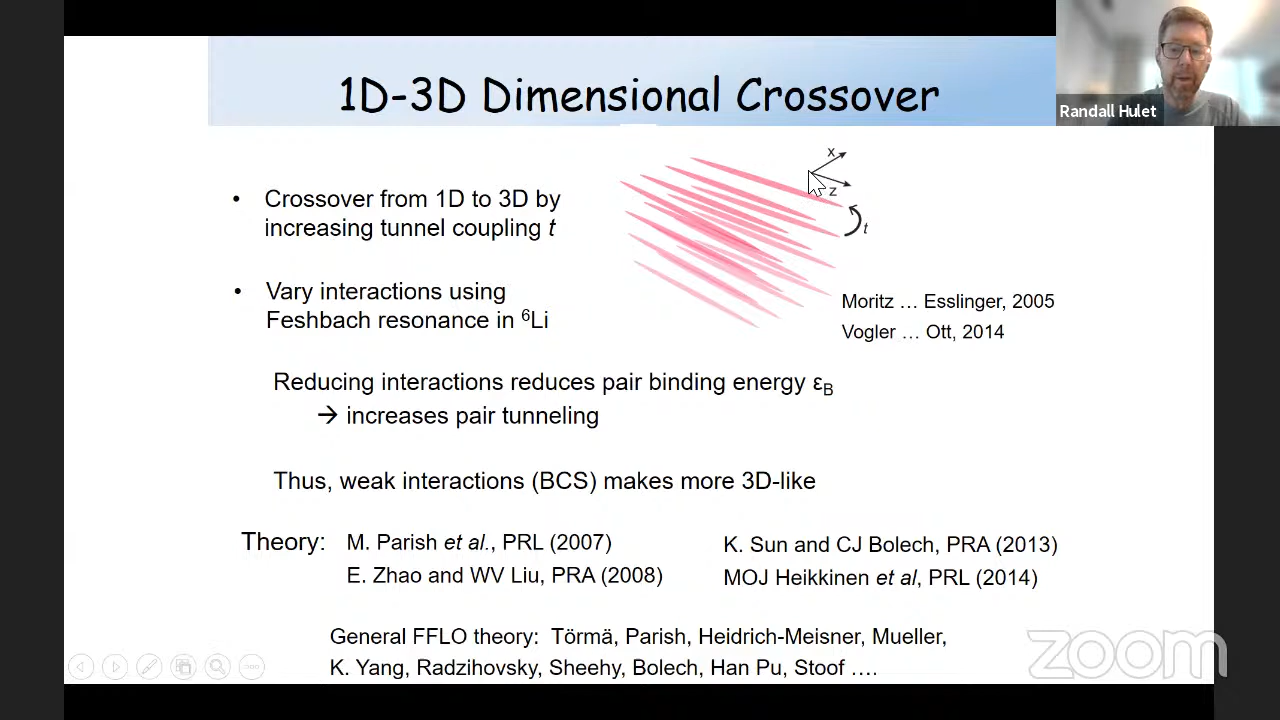 1D-3D Dimensional Crossover
Randall Hulet
x
z
t
• Crossover from 1D to 3D by
increasing tunnel coupling t
• Vary interactions using
Feshbach resonance in ⁶Li
Moritz … Esslinger, 2005
Vogler … Ott, 2014
Reducing interactions reduces pair binding energy εB
→ increases pair tunneling
Thus, weak interactions (BCS) makes more 3D-like
Theory: M. Parish et al., PRL (2007)
E. Zhao and WV Liu, PRA (2008)
K. Sun and CJ Bolech, PRA (2013)
MOJ Heikkinen et al, PRL (2014)
General FFLO theory: Törmä, Parish, Heidrich-Meisner, Mueller,
K. Yang, Radzihovsky, Sheehy, Bolech, Han Pu, Stoof ….
zoom